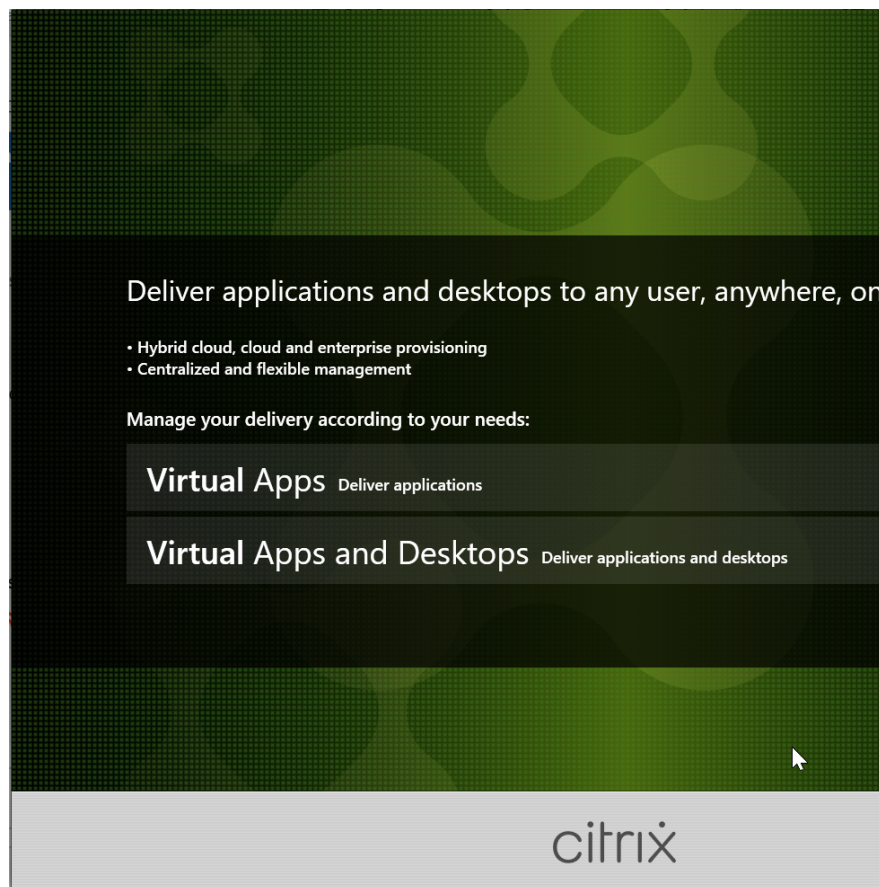 Deliver applications and desktops to any user, anywhere, on
• Hybrid cloud, cloud and enterprise provisioning
• Centralized and flexible management
Manage your delivery according to your needs:
Virtual Apps Deliver applications
Virtual Apps and Desktops Deliver applications and desktops
citrix